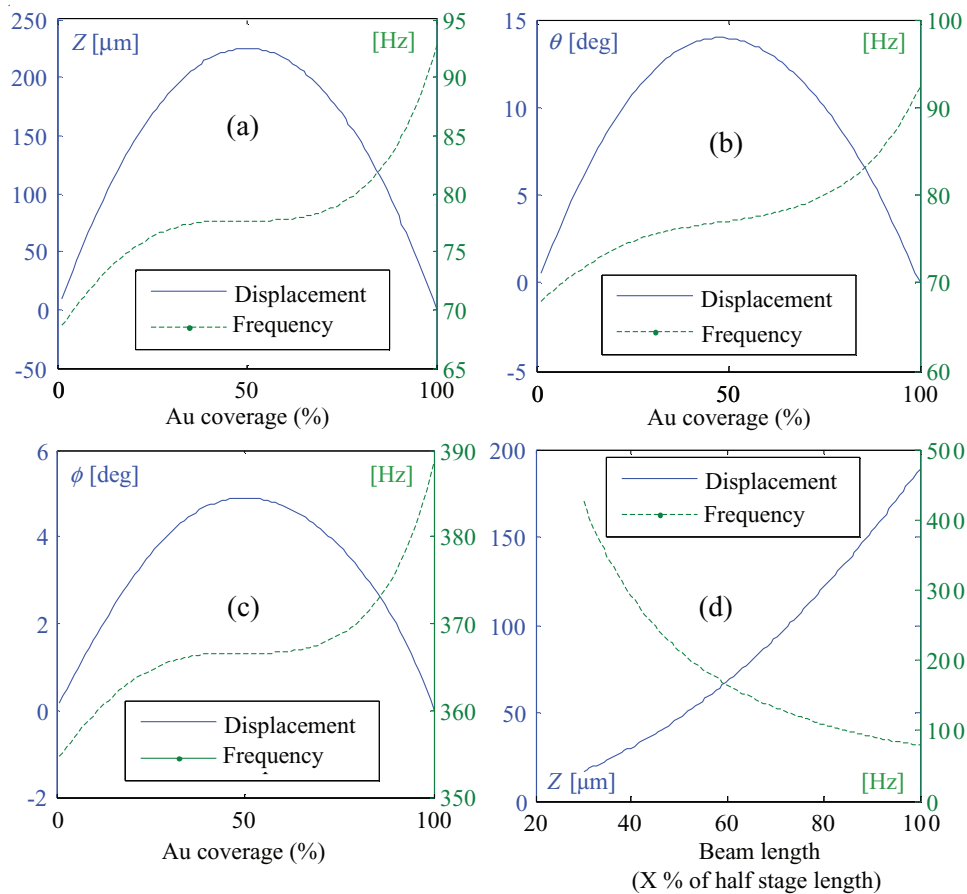 250
Z [µm]
[Hz]
95
200
90
150
(a)
85
100
80
50
75
0
Displacement
Frequency
70
-50
65
0
50
100
Au coverage (%)
15
θ [deg]
[Hz]
100
10
90
(b)
5
80
0
Displacement
Frequency
70
-5
60
0
50
100
Au coverage (%)
6
ϕ [deg]
[Hz]
390
4
380
(c)
2
370
0
Displacement
Frequency
360
-2
350
0
50
100
Au coverage (%)
200
Displacement
Frequency
500
150
400
(d)
300
100
200
50
100
0
Z [µm]
[Hz]
0
20
40
60
80
100
Beam length
(X % of half stage length)